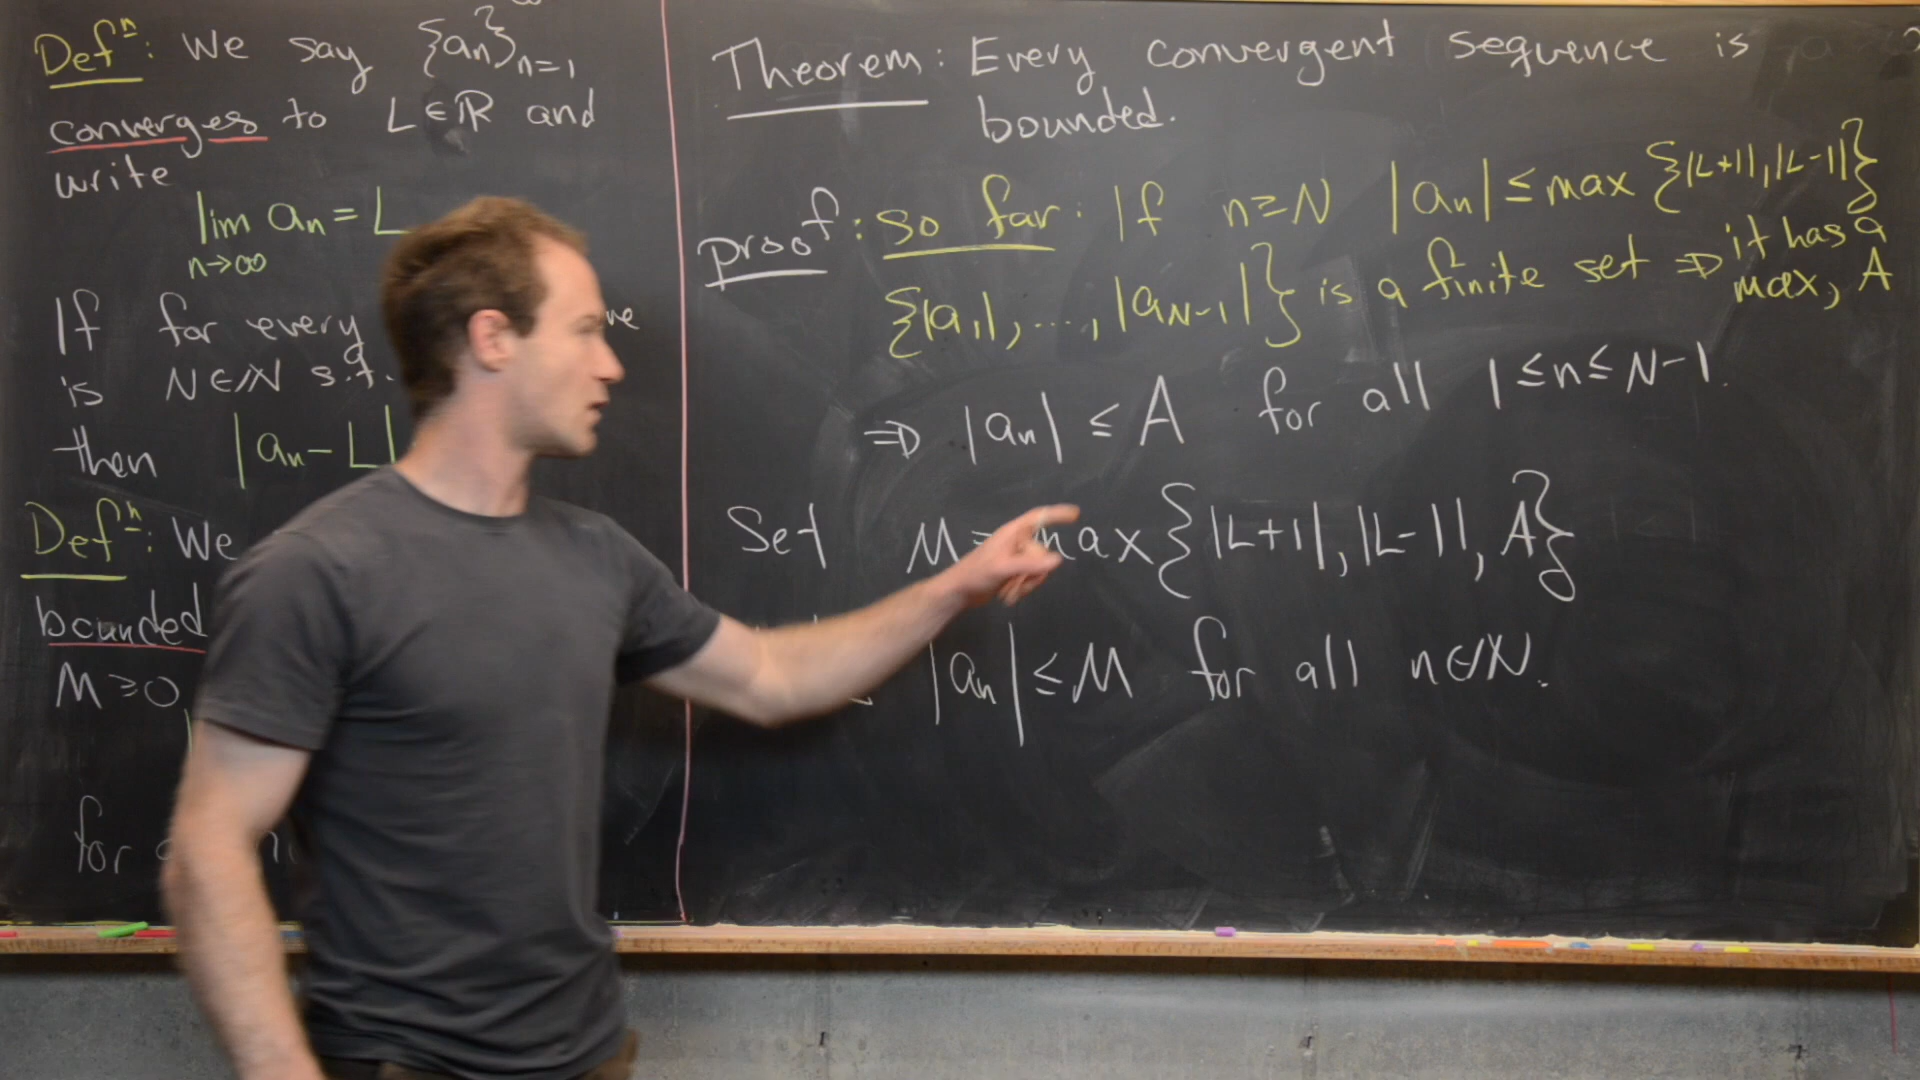 Defⁿ: We say {aₙ}ₙ₌₁
converges to L∈ℝ and
write
lim aₙ = L
n→∞
If for every
is N∈ℕ s.t.
then |aₙ-L|
Defⁿ: We
bounded
M≥0,
for
Theorem: Every convergent sequence is
bounded.
proof: so far: If n≥N |aₙ|≤max {|L+1|,|L-1|}
{|a₁|,...,|a_{N-1}|} is a finite set ⇒ it has a
max, A
⇒ |aₙ| ≤ A for all 1≤n≤N-1.
Set M = max{|L+1|,|L-1|, A}
|aₙ|≤M for all n∈ℕ.